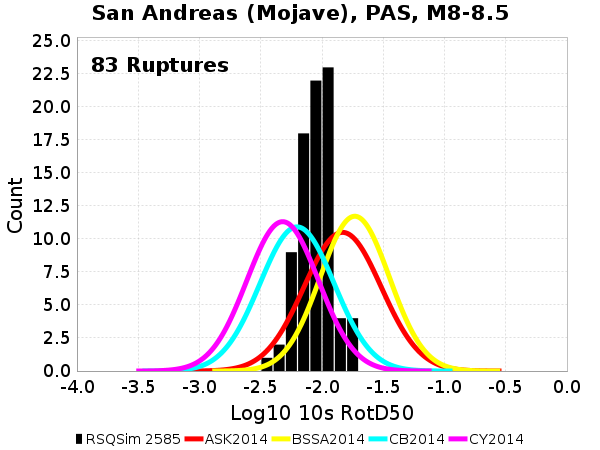 San Andreas (Mojave), PAS, M8-8.5
83 Ruptures
Count
25.0
22.5
20.0
17.5
15.0
12.5
10.0
7.5
5.0
2.5
0.0
-4.0 -3.5 -3.0 -2.5 -2.0 -1.5 -1.0 -0.5 0.0
Log10 10s RotD50
RSQSim 2585 ASK2014 BSSA2014 CB2014 CY2014